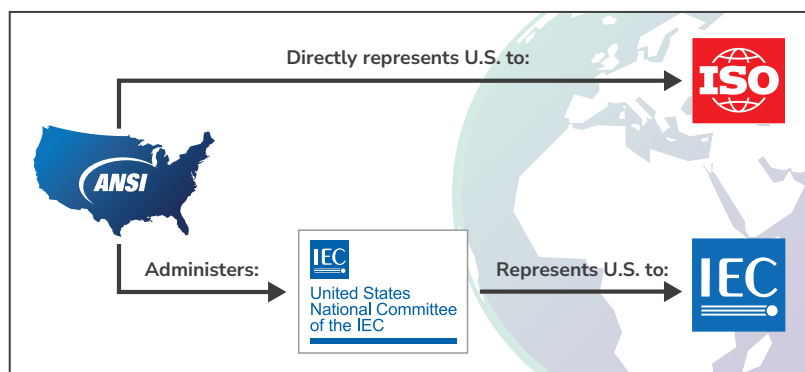 Directly represents U.S. to:
ISO
ANSI
Administers:
IEC
United States
National Committee
of the IEC
Represents U.S. to:
IEC